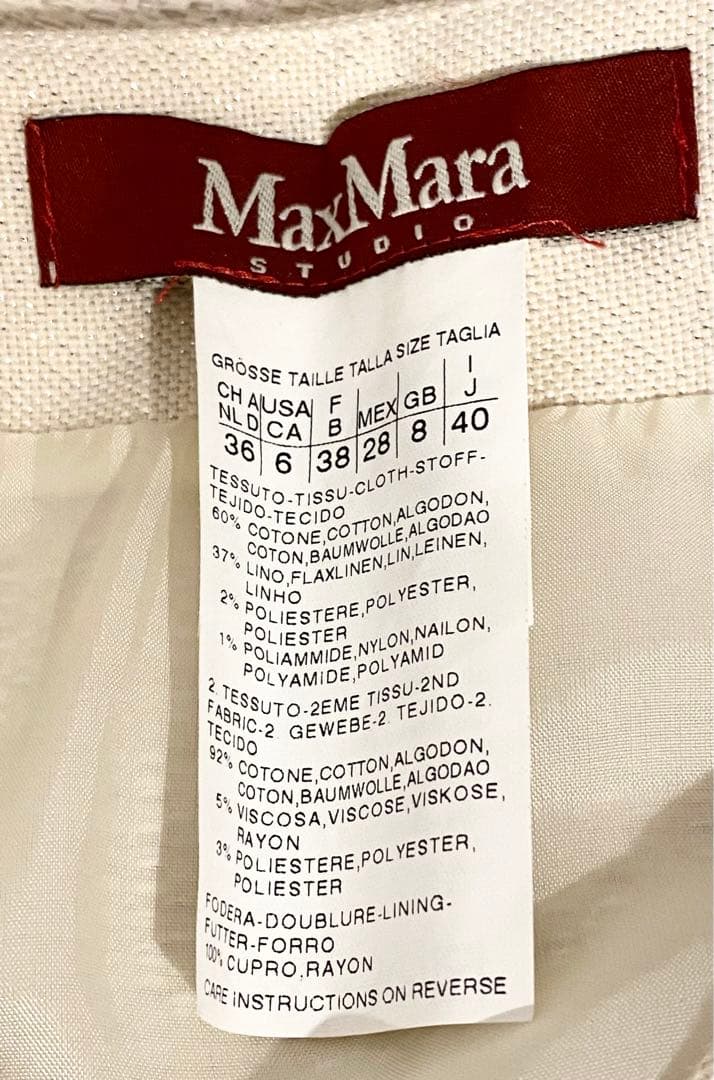 MaxMara
STUDIO
GRÖSSE TAILLE TALLA SIZE TAGLIA
CH A USA F MEX GB I
NL D CA B J
36 6 38 28 8 40
TESSUTO-TISSU-CLOTH-STOFF-
TEJIDO-TECIDO
60% COTONE,COTTON,ALGODON,
COTON,BAUMWOLLE,ALGODAO
37% LINO,FLAXLINEN,LIN,LEINEN,
LINHO
2% POLIESTERE,POLYESTER,
POLIESTER
1% POLIAMMIDE,NYLON,NAILON,
POLYAMIDE,POLYAMID
2. TESSUTO-2EME TISSU-2ND
FABRIC-2. GEWEBE-2. TEJIDO-2.
TECIDO
92% COTONE,COTTON,ALGODON,
COTON,BAUMWOLLE,ALGODAO
5% VISCOSA,VISCOSE,VISKOSE,
RAYON
3% POLIESTERE,POLYESTER,
POLIESTER
FODERA-DOUBLURE-LINING-
FUTTER-FORRO
100% CUPRO,RAYON
CARE INSTRUCTIONS ON REVERSE